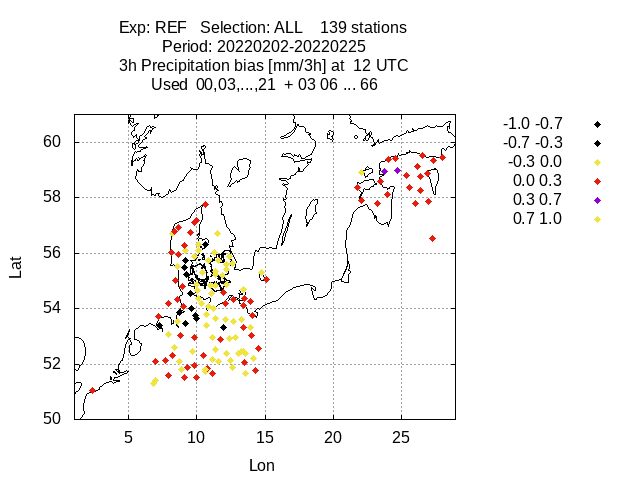 Exp: REF   Selection: ALL    139 stations
Period: 20220202-20220225
3h Precipitation bias [mm/3h] at  12 UTC
Used  00,03,...,21  + 03 06 ... 66
-1.0 -0.7
-0.7 -0.3
-0.3 0.0
0.0 0.3
0.3 0.7
0.7 1.0
Lat
60
58
56
54
52
50
5 10 15 20 25
Lon